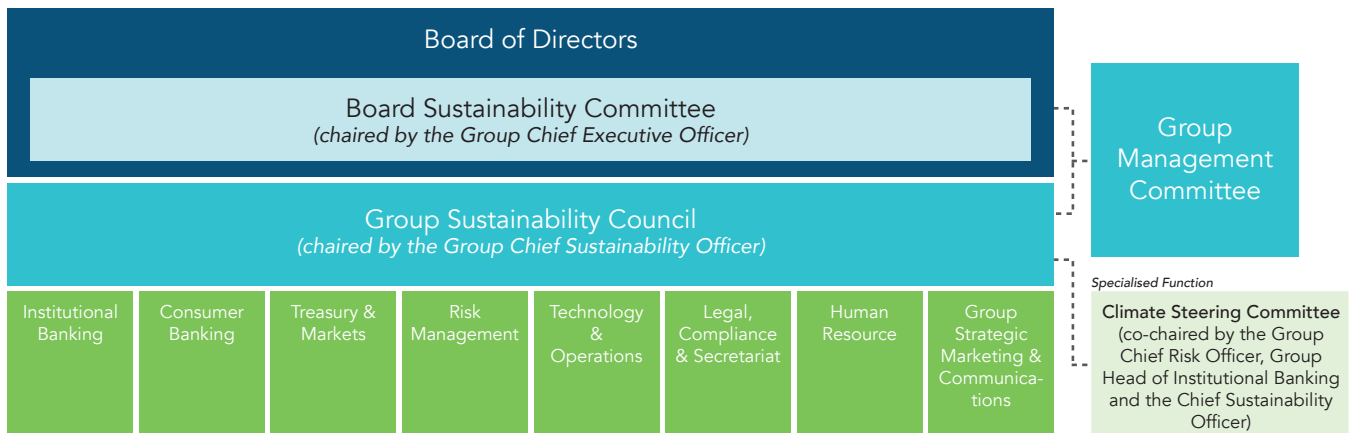 Board of Directors
Board Sustainability Committee
(chaired by the Group Chief Executive Officer)
Group
Management
Committee
Group Sustainability Council
(chaired by the Group Chief Sustainability Officer)
Institutional
Banking
Consumer
Banking
Treasury &
Markets
Risk
Management
Technology
&
Operations
Legal,
Compliance
& Secretariat
Human
Resource
Group
Strategic
Marketing &
Communica-
tions
Specialised Function
Climate Steering Committee
(co-chaired by the Group
Chief Risk Officer, Group
Head of Institutional Banking
and the Chief Sustainability
Officer)